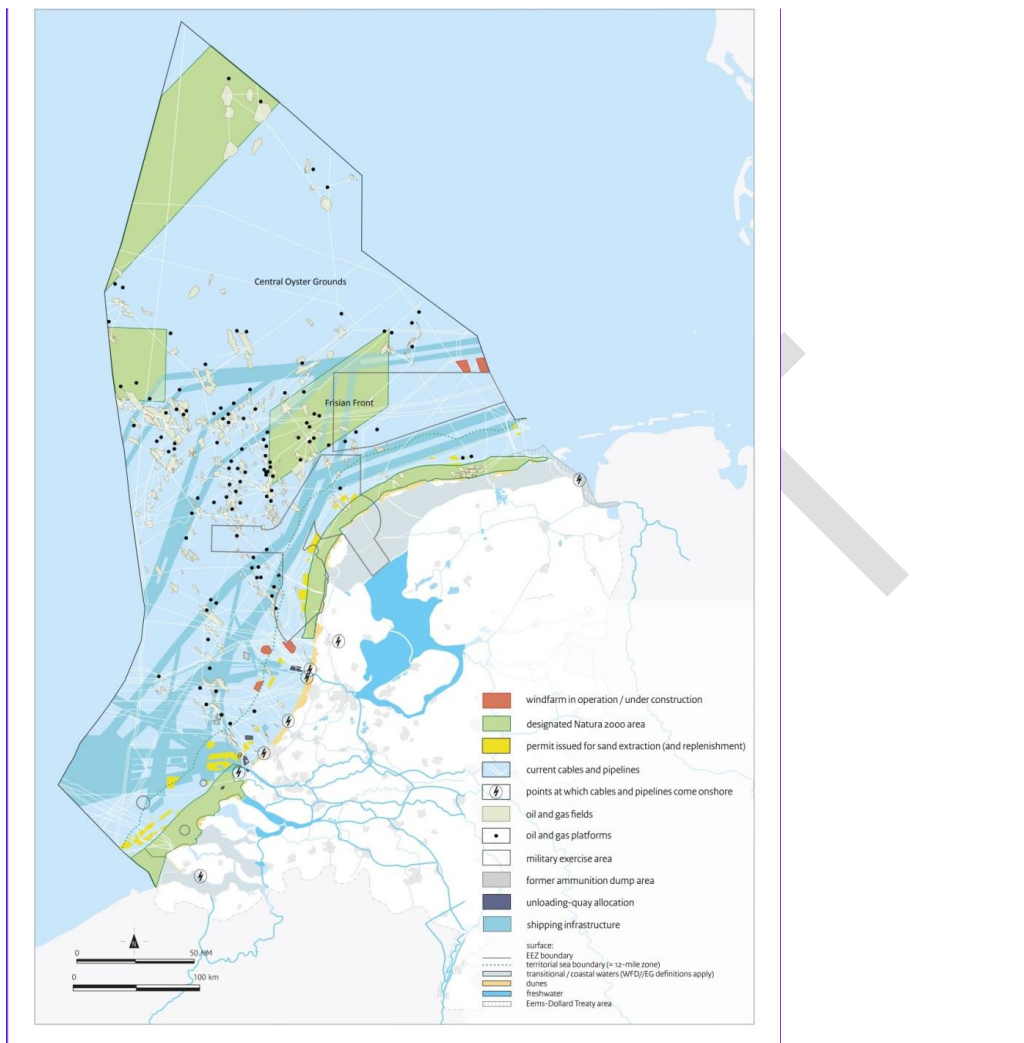 Central Oyster Grounds
Frisian Front
windfarm in operation / under construction
designated Natura 2000 area
permit issued for sand extraction (and replenishment)
current cables and pipelines
points at which cables and pipelines come onshore
oil and gas fields
oil and gas platforms
military exercise area
former ammunition dump area
unloading-quay allocation
shipping infrastructure
surface:
EEZ boundary
territorial sea boundary (= 12-mile zone)
transitional / coastal waters (WFD//EG definitions apply)
dunes
freshwater
Eems-Dollard Treaty area
N
0 50 NM
0 100 km